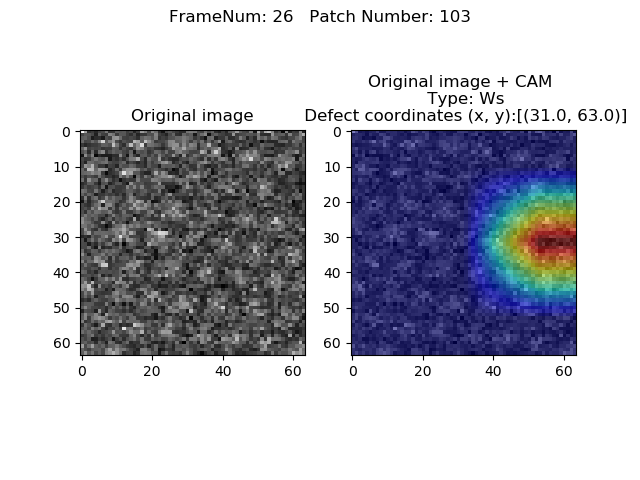 FrameNum: 26   Patch Number: 103
Original image
Original image + CAM
Type: Ws
Defect coordinates (x, y):[(31.0, 63.0)]
0
10
20
30
40
50
60
0 20 40 60
0
10
20
30
40
50
60
0 20 40 60